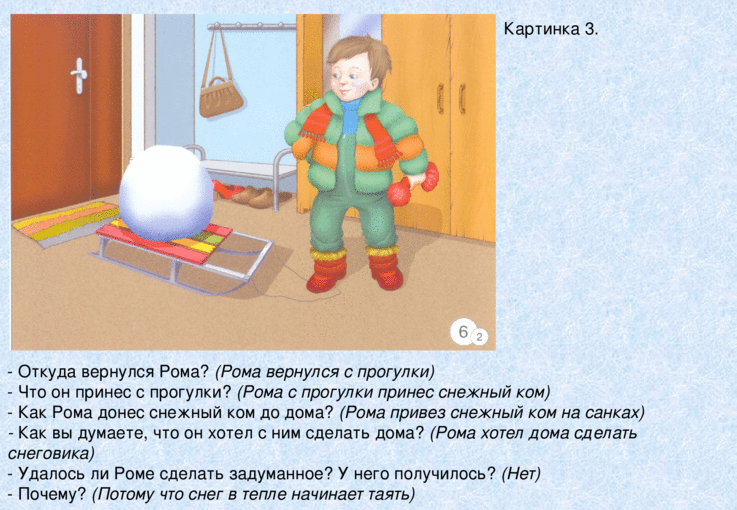 Картинка 3.
6 2
- Откуда вернулся Рома? (Рома вернулся с прогулки)
- Что он принес с прогулки? (Рома с прогулки принес снежный ком)
- Как Рома донес снежный ком до дома? (Рома привез снежный ком на санках)
- Как вы думаете, что он хотел с ним сделать дома? (Рома хотел дома сделать
снеговика)
- Удалось ли Роме сделать задуманное? У него получилось? (Нет)
- Почему? (Потому что снег в тепле начинает таять)